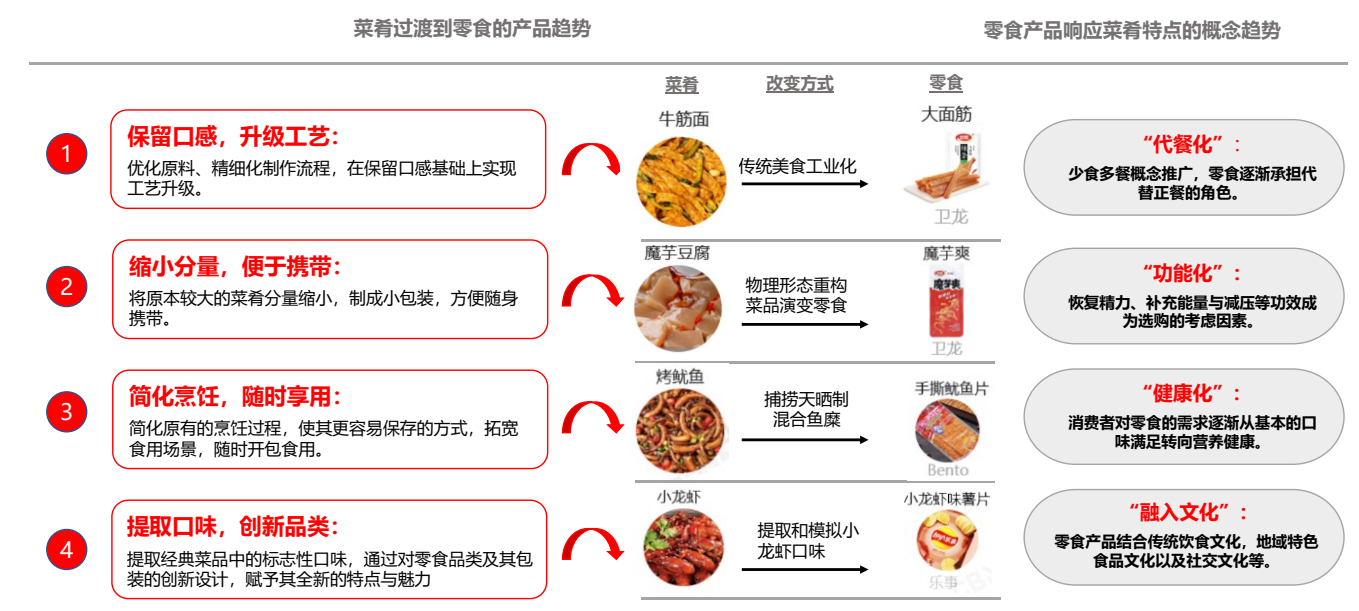 菜肴过渡到零食的产品趋势
零食产品响应菜肴特点的概念趋势
菜肴
改变方式
零食
1
保留口感，升级工艺：
优化原料、精细化制作流程，在保留口感基础上实现
工艺升级。
牛筋面
传统美食工业化
大面筋
卫龙
“代餐化”：
少食多餐概念推广，零食逐渐承担代
替正餐的角色。
2
缩小分量，便于携带：
将原本较大的菜肴分量缩小，制成小包装，方便随身
携带。
魔芋豆腐
物理形态重构
菜品演变零食
魔芋爽
魔芋爽
卫龙
“功能化”：
恢复精力、补充能量与减压等功效成
为选购的考虑因素。
3
简化烹饪，随时享用：
简化原有的烹饪过程，使其更容易保存的方式，拓宽
食用场景，随时开包食用。
烤鱿鱼
捕捞天晒制
混合鱼糜
手撕鱿鱼片
Bento
“健康化”：
消费者对零食的需求逐渐从基本的口
味满足转向营养健康。
4
提取口味，创新品类：
提取经典菜品中的标志性口味，通过对零食品类及其包
装的创新设计，赋予其全新的特点与魅力
小龙虾
提取和模拟小
龙虾口味
小龙虾味薯片
乐事
“融入文化”：
零食产品结合传统饮食文化，地域特色
食品文化以及社交文化等。